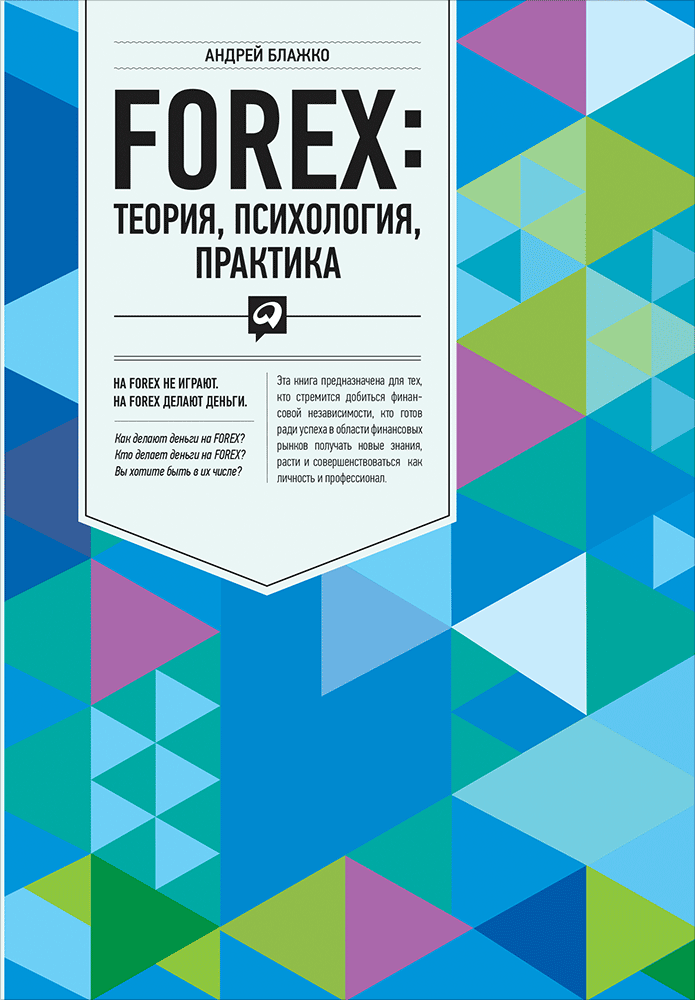 АНДРЕЙ БЛАЖКО
FOREX:
ТЕОРИЯ, ПСИХОЛОГИЯ,
ПРАКТИКА
НА FOREX НЕ ИГРАЮТ.
НА FOREX ДЕЛАЮТ ДЕНЬГИ.
Как делают деньги на FOREX?
Кто делает деньги на FOREX?
Вы хотите быть в их числе?
Эта книга предназначена для тех,
кто стремится добиться финан-
совой независимости, кто готов
ради успеха в области финансовых
рынков получать новые знания,
расти и совершенствоваться как
личность и профессионал.